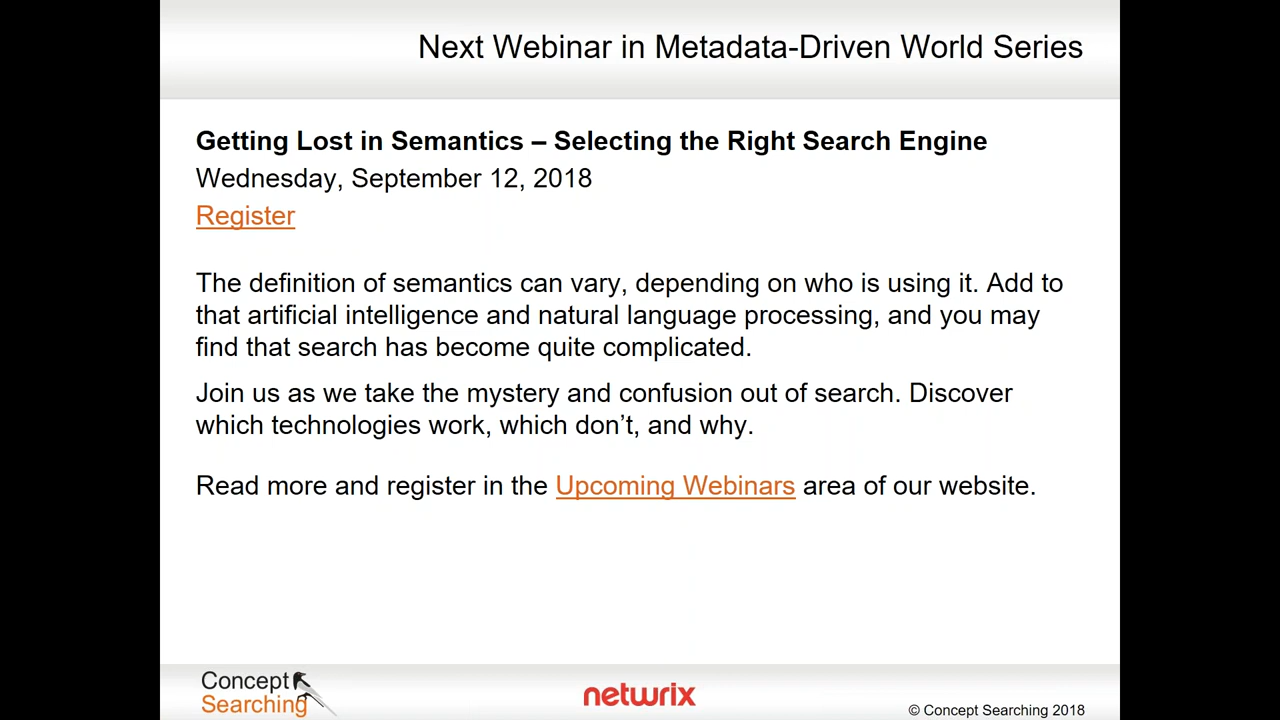 Next Webinar in Metadata-Driven World Series
Getting Lost in Semantics – Selecting the Right Search Engine
Wednesday, September 12, 2018
Register
The definition of semantics can vary, depending on who is using it. Add to
that artificial intelligence and natural language processing, and you may
find that search has become quite complicated.
Join us as we take the mystery and confusion out of search. Discover
which technologies work, which don’t, and why.
Read more and register in the Upcoming Webinars area of our website.
Concept
Searching
netwrix
© Concept Searching 2018